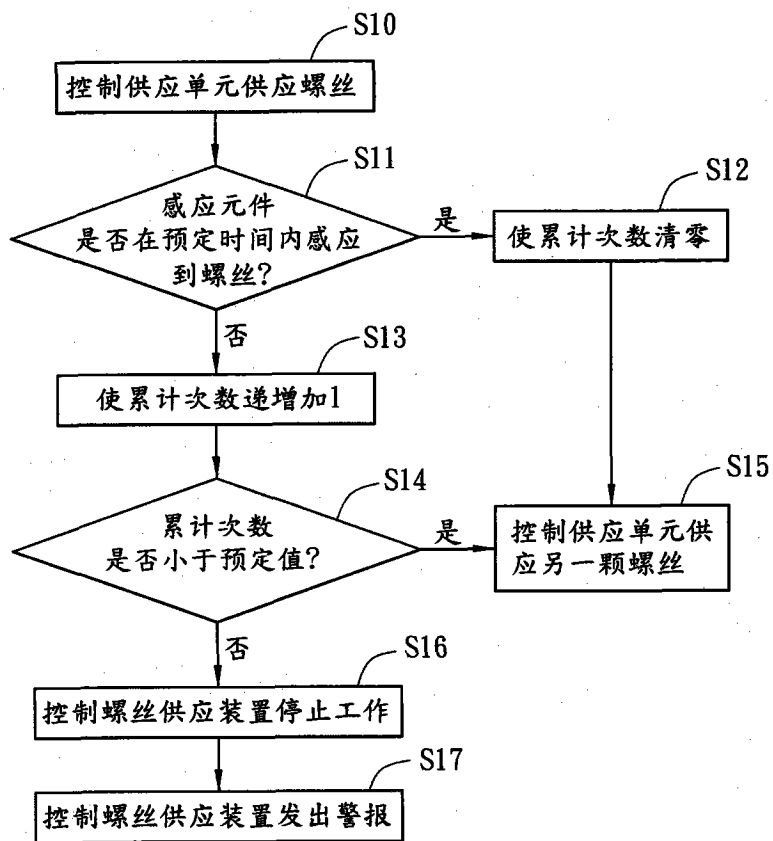 S10
控制供应单元供应螺丝
S11
感应元件
是否在预定时间内感应
到螺丝?
是
S12
使累计次数清零
否
S13
使累计次数递增加1
S14
累计次数
是否小于预定值?
是
S15
控制供应单元供
应另一颗螺丝
否
S16
控制螺丝供应装置停止工作
S17
控制螺丝供应装置发出警报